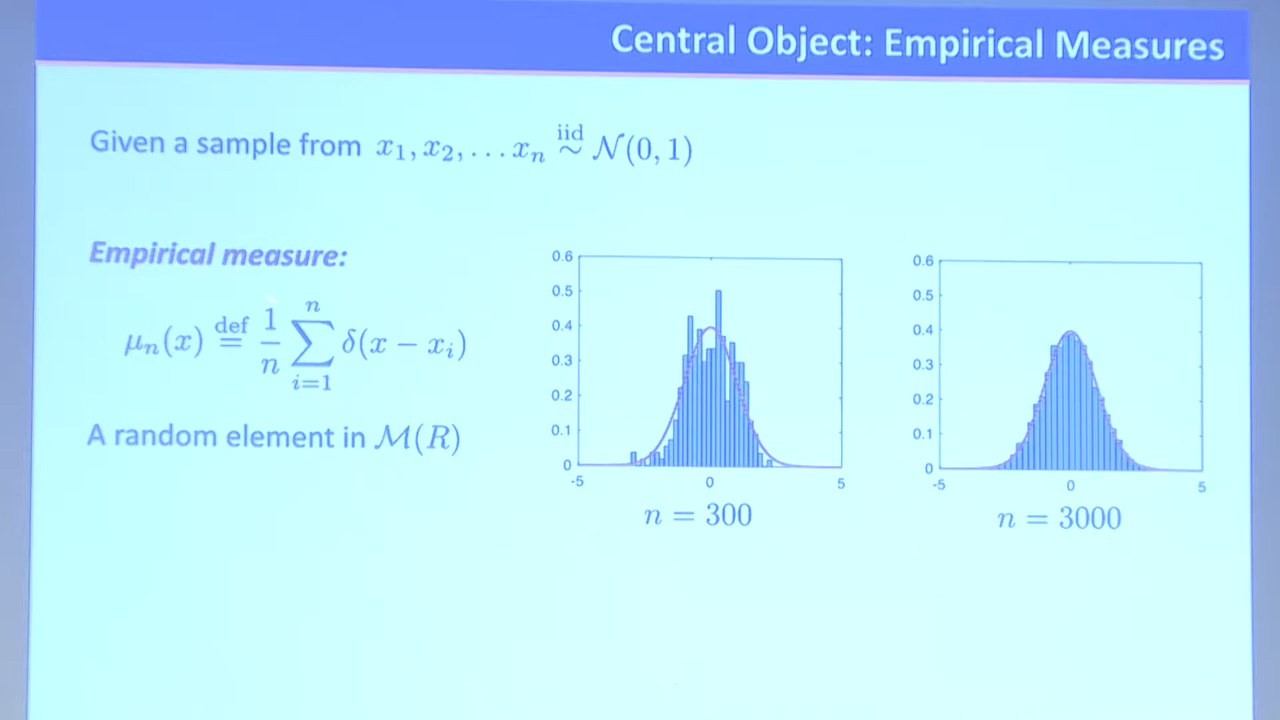 Central Object: Empirical Measures
Given a sample from x₁, x₂, … xₙ iid ∼ 𝒩(0, 1)
Empirical measure:
μₙ(x) def = 1/n ∑ n i=1 δ(x − xᵢ)
A random element in ℳ(R)
0.6
0.5
0.4
0.3
0.2
0.1
0
-5 0 5
n = 300
0.6
0.5
0.4
0.3
0.2
0.1
0
-5 0 5
n = 3000